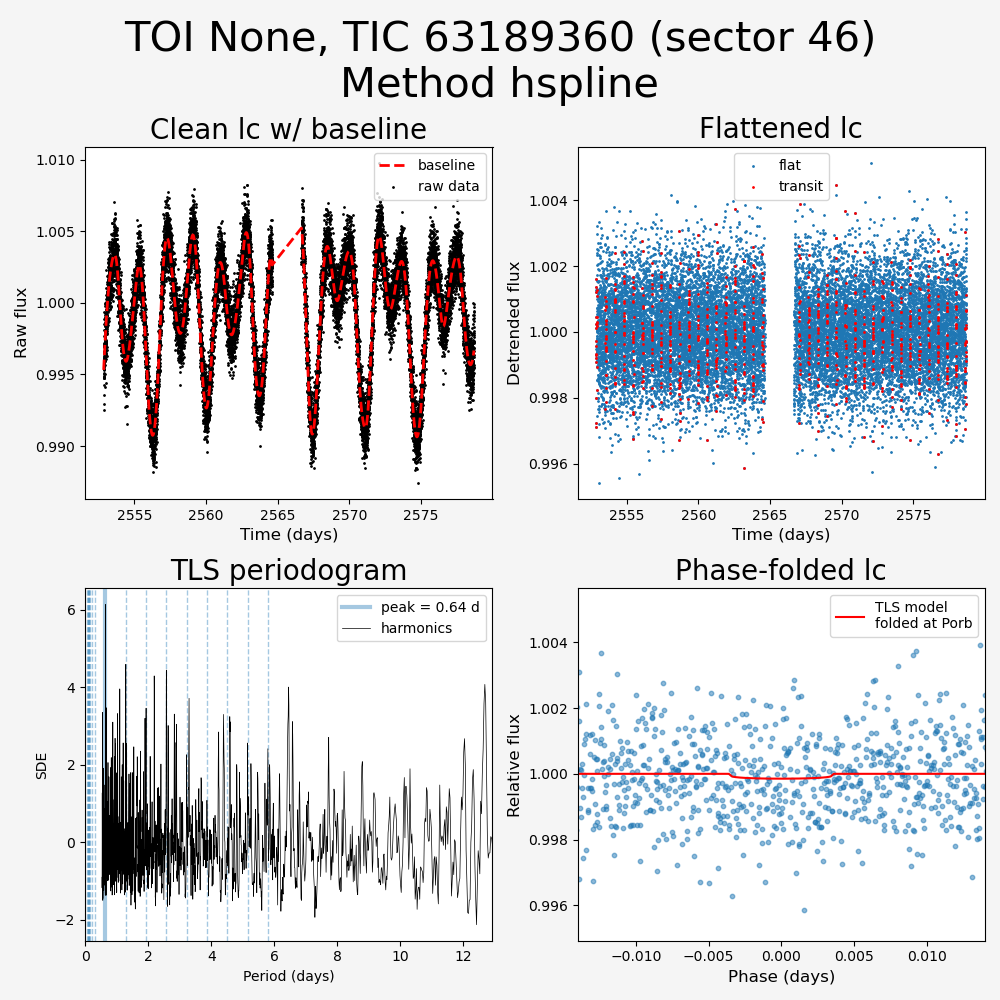 TOI None, TIC 63189360 (sector 46)
Method hspline
Clean lc w/ baseline
Raw flux
1.010
1.005
1.000
0.995
0.990
baseline
raw data
2555
2560
2565
2570
2575
Time (days)
Flattened lc
Detrended flux
1.004
1.002
1.000
0.998
0.996
flat
transit
2555
2560
2565
2570
2575
Time (days)
TLS periodogram
SDE
6
4
2
0
−2
peak = 0.64 d
harmonics
0
2
4
6
8
10
12
Period (days)
Phase-folded lc
Relative flux
1.004
1.002
1.000
0.998
0.996
TLS model
folded at Porb
−0.010
−0.005
0.000
0.005
0.010
Phase (days)